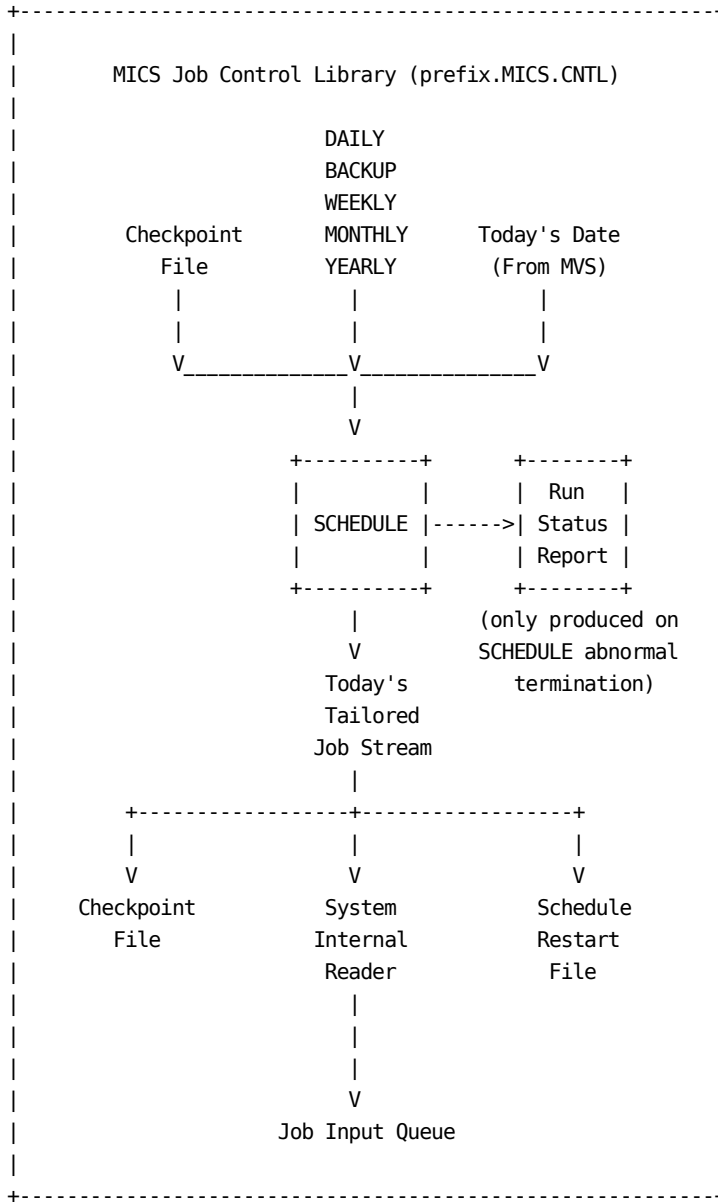 MICS Job Control Library (prefix.MICS.CNTL)
DAILY
BACKUP
WEEKLY
Checkpoint MONTHLY Today's Date
File YEARLY (From MVS)
Run
SCHEDULE Status
Report
(only produced on
SCHEDULE abnormal
Today's termination)
Tailored
Job Stream
Checkpoint System Schedule
File Internal Restart
Reader File
Job Input Queue